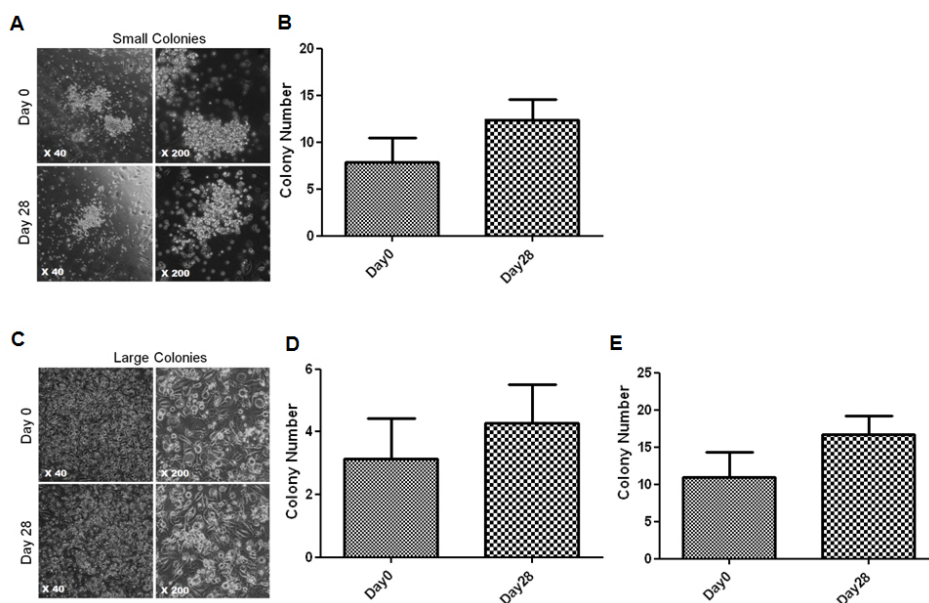 A
Small Colonies
Day 0
X 40
X 200
Day 28
X 40
X 200
B
Colony Number
20
15
10
5
0
Day0
Day28
C
Large Colonies
Day 0
X 40
X 200
Day 28
X 40
X 200
D
Colony Number
6
4
2
0
Day0
Day28
E
Colony Number
25
20
15
10
5
0
Day0
Day28